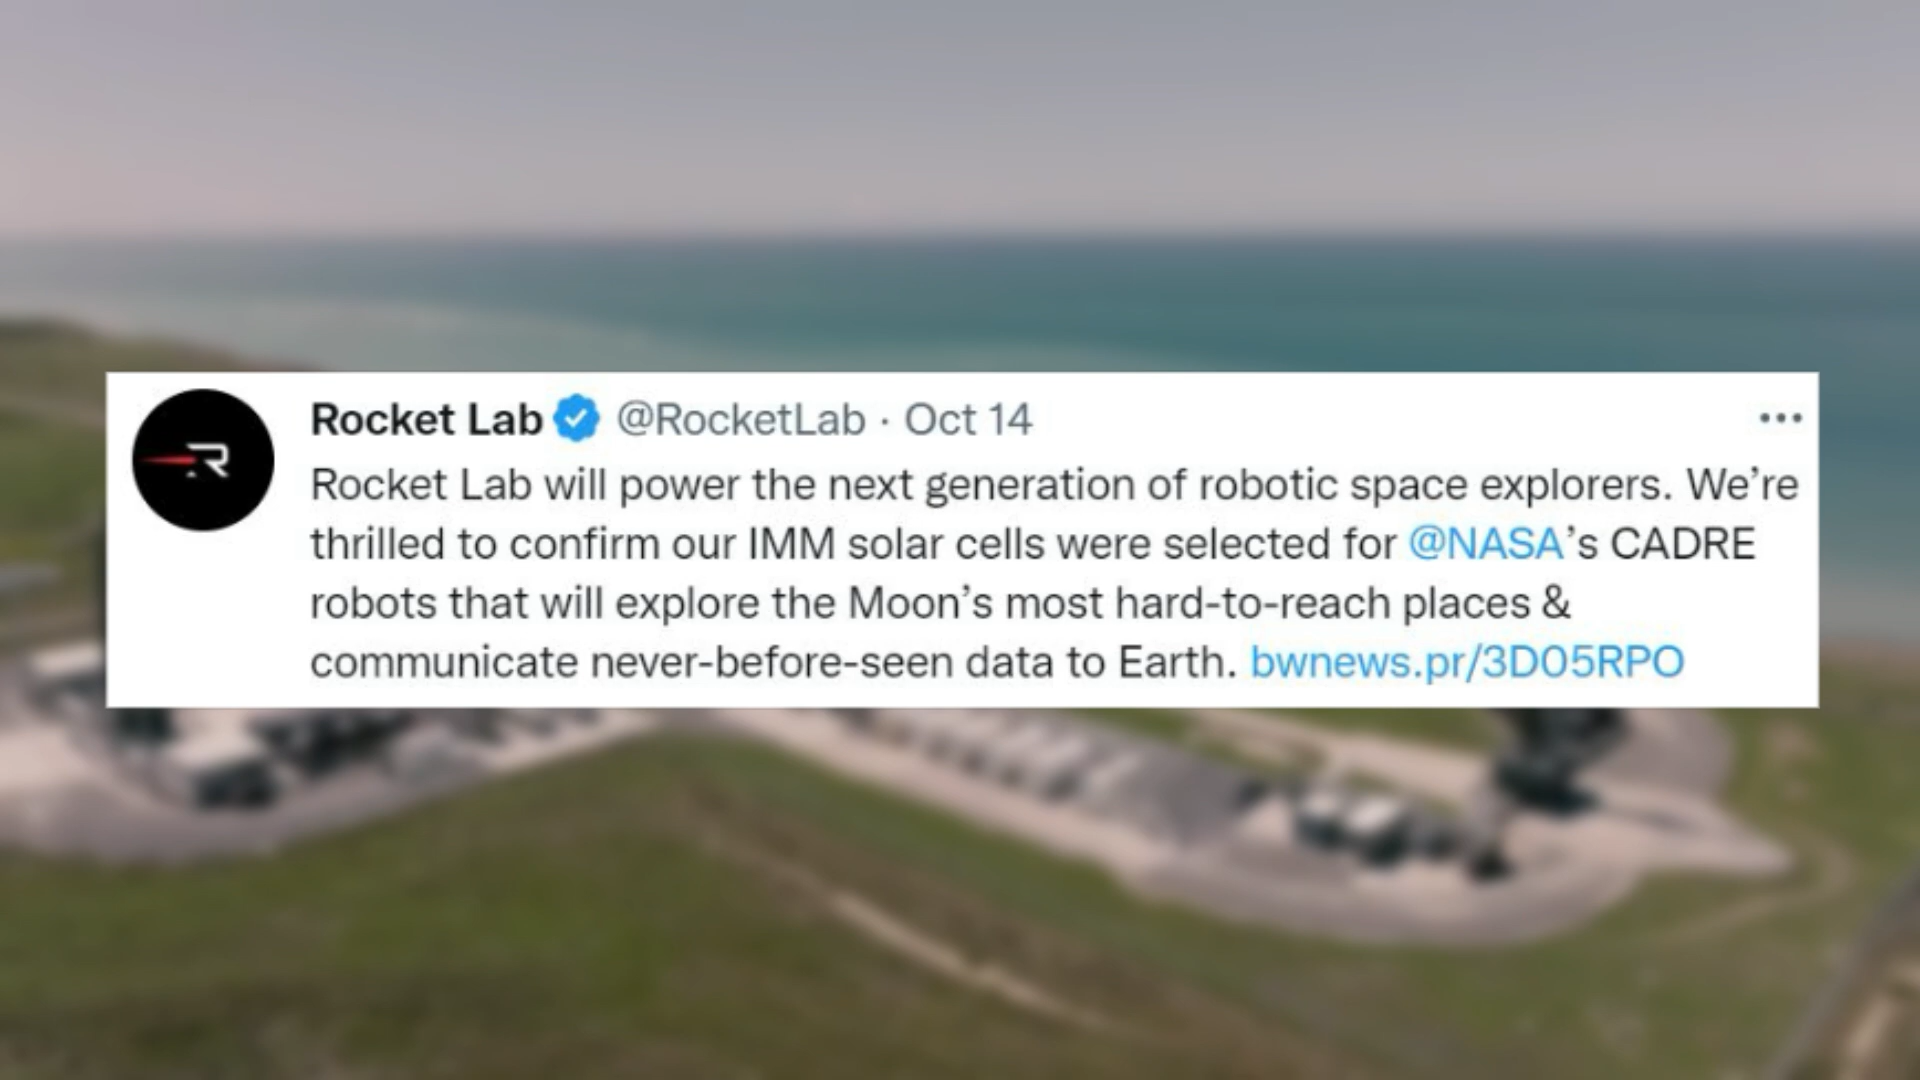 Rocket Lab @RocketLab · Oct 14
Rocket Lab will power the next generation of robotic space explorers. We’re
thrilled to confirm our IMM solar cells were selected for @NASA’s CADRE
robots that will explore the Moon’s most hard-to-reach places &
communicate never-before-seen data to Earth. bwnews.pr/3D05RPO